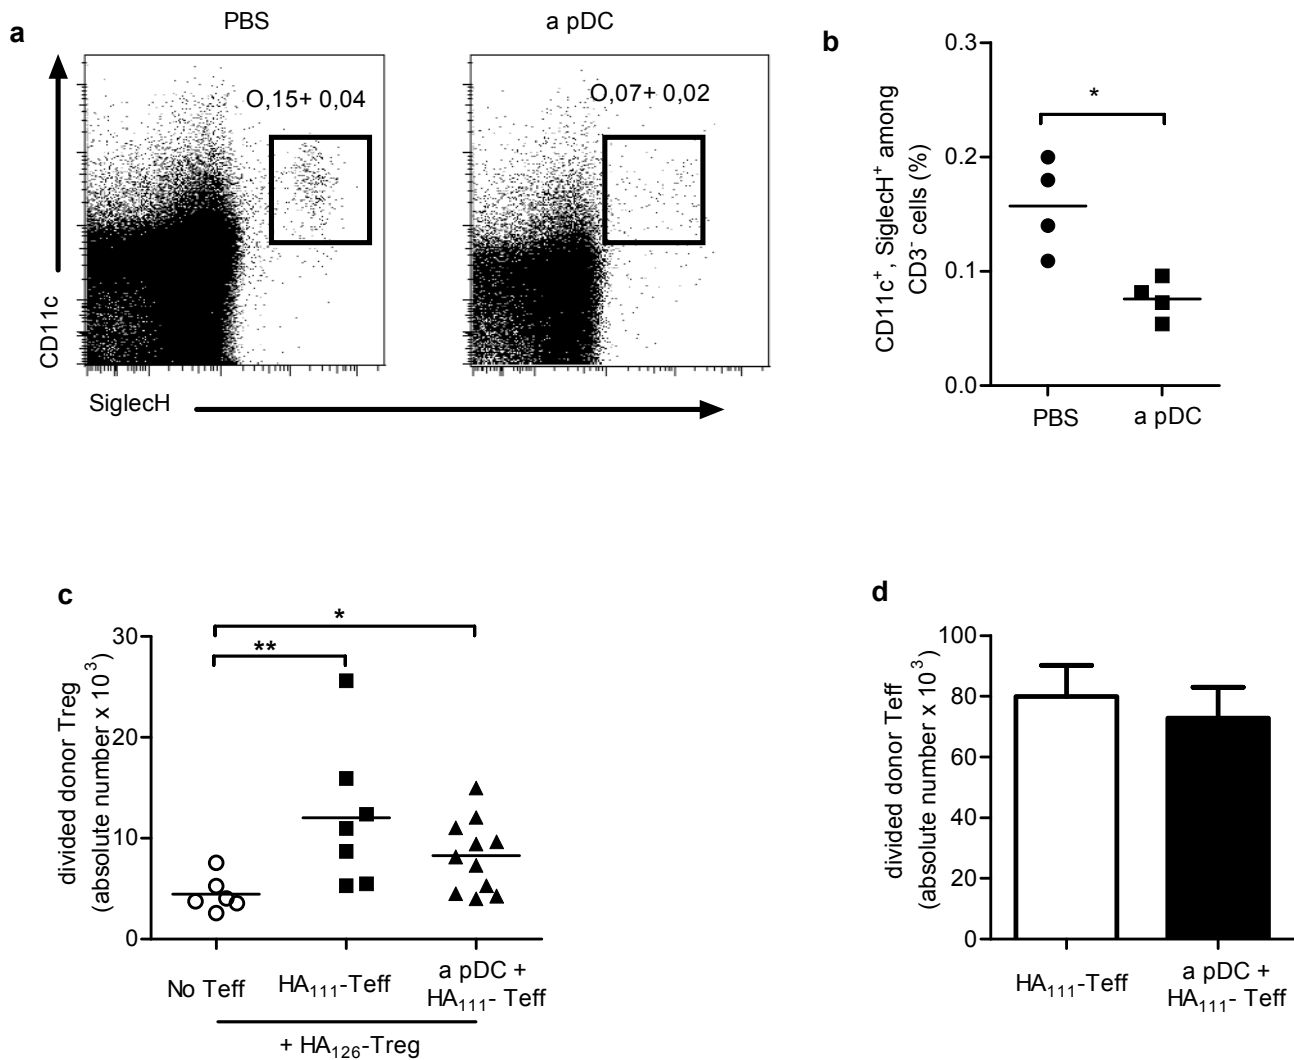 a
PBS
a pDC
O,15+ 0,04
O,07+ 0,02
CD11c
SiglecH
b
CD11c⁺, SiglecH⁺ among
CD3⁻ cells (%)
0.3
0.2
0.1
0.0
*
PBS
a pDC
c
divided donor Treg
(absolute number x 10³)
30
20
10
0
*
**
No Teff
HA₁₁₁-Teff
a pDC +
HA₁₁₁- Teff
+ HA₁₂₆-Treg
d
divided donor Teff
(absolute number x 10³)
100
80
60
40
20
0
HA₁₁₁-Teff
a pDC +
HA₁₁₁- Teff